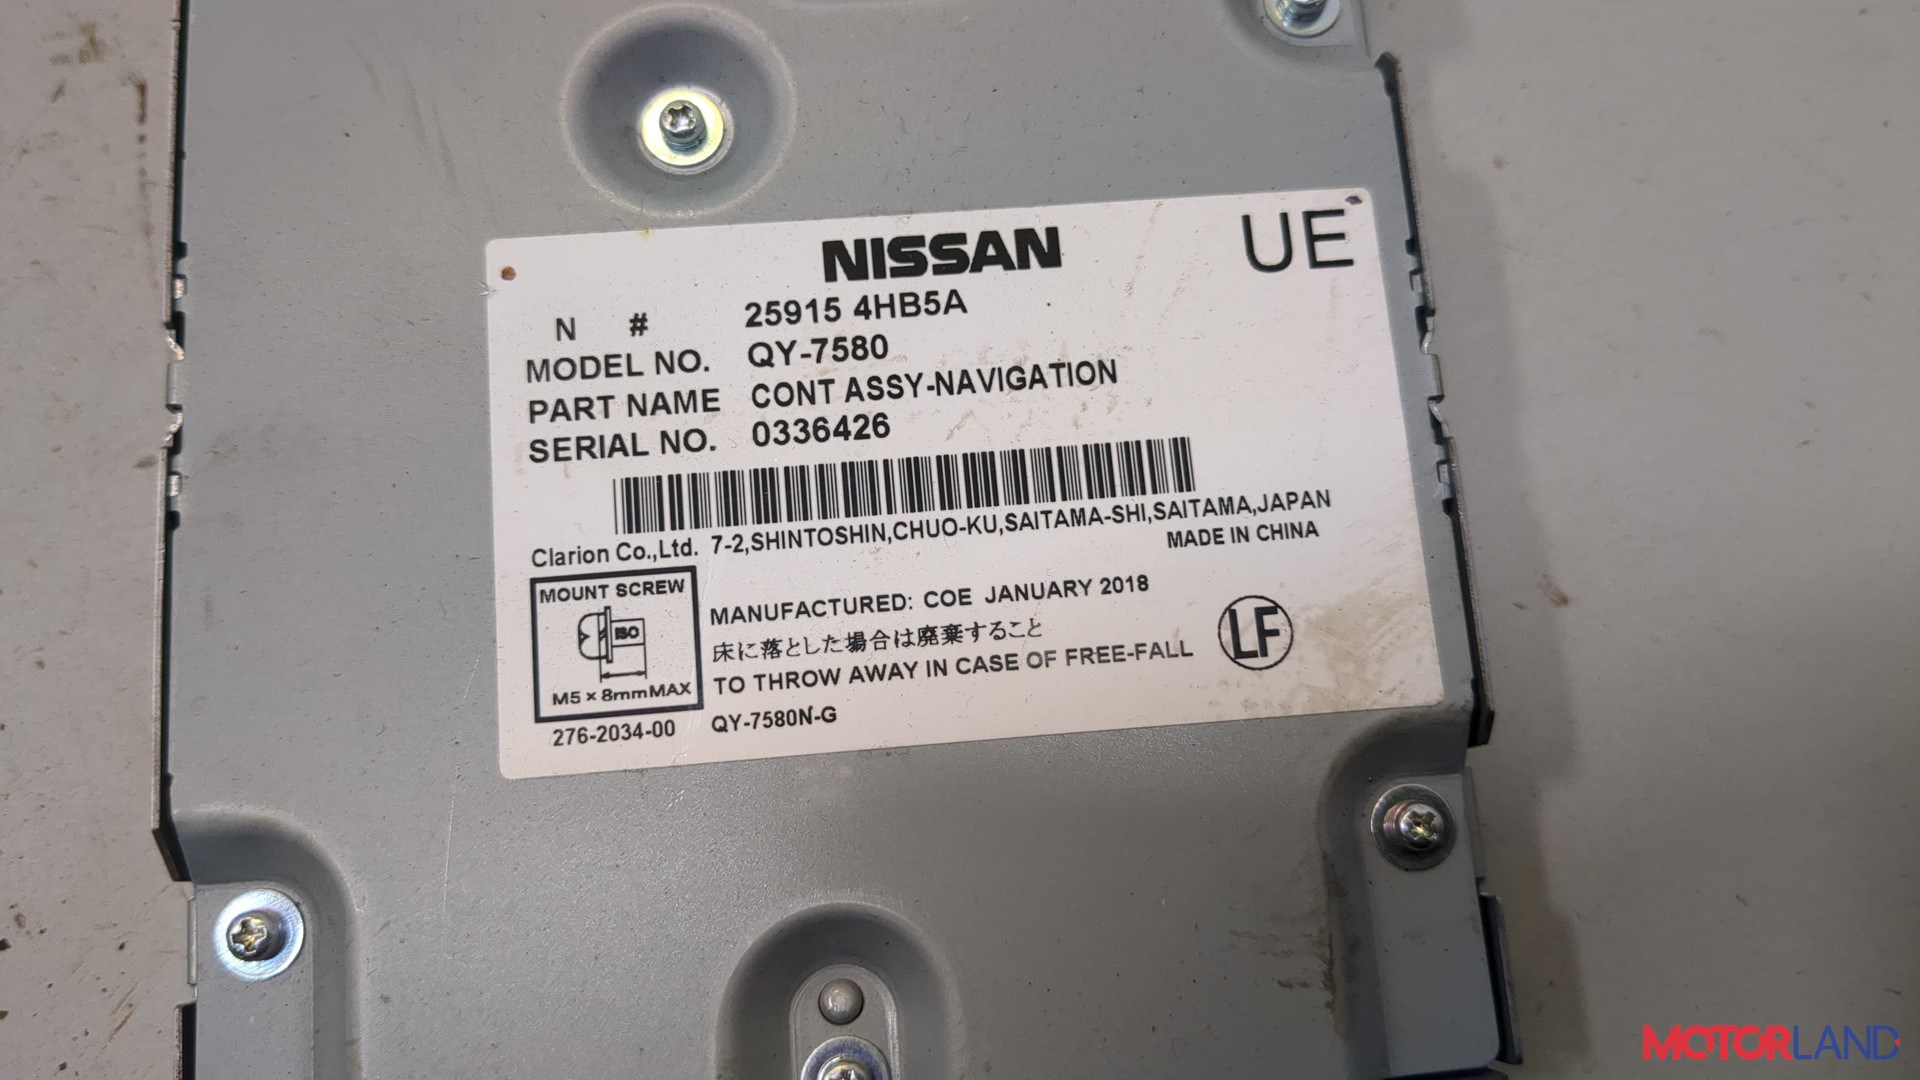 NISSAN
UE
N # 25915 4HB5A
MODEL NO. QY-7580
PART NAME CONT ASSY-NAVIGATION
SERIAL NO. 0336426
Clarion Co.,Ltd. 7-2,SHINTOSHIN,CHUO-KU,SAITAMA-SHI,SAITAMA,JAPAN
MADE IN CHINA
MOUNT SCREW
ISO
M5 × 8mmMAX
MANUFACTURED: COE JANUARY 2018
床に落とした場合は廃棄すること
TO THROW AWAY IN CASE OF FREE-FALL
LF
276-2034-00 QY-7580N-G
MOTORLAND